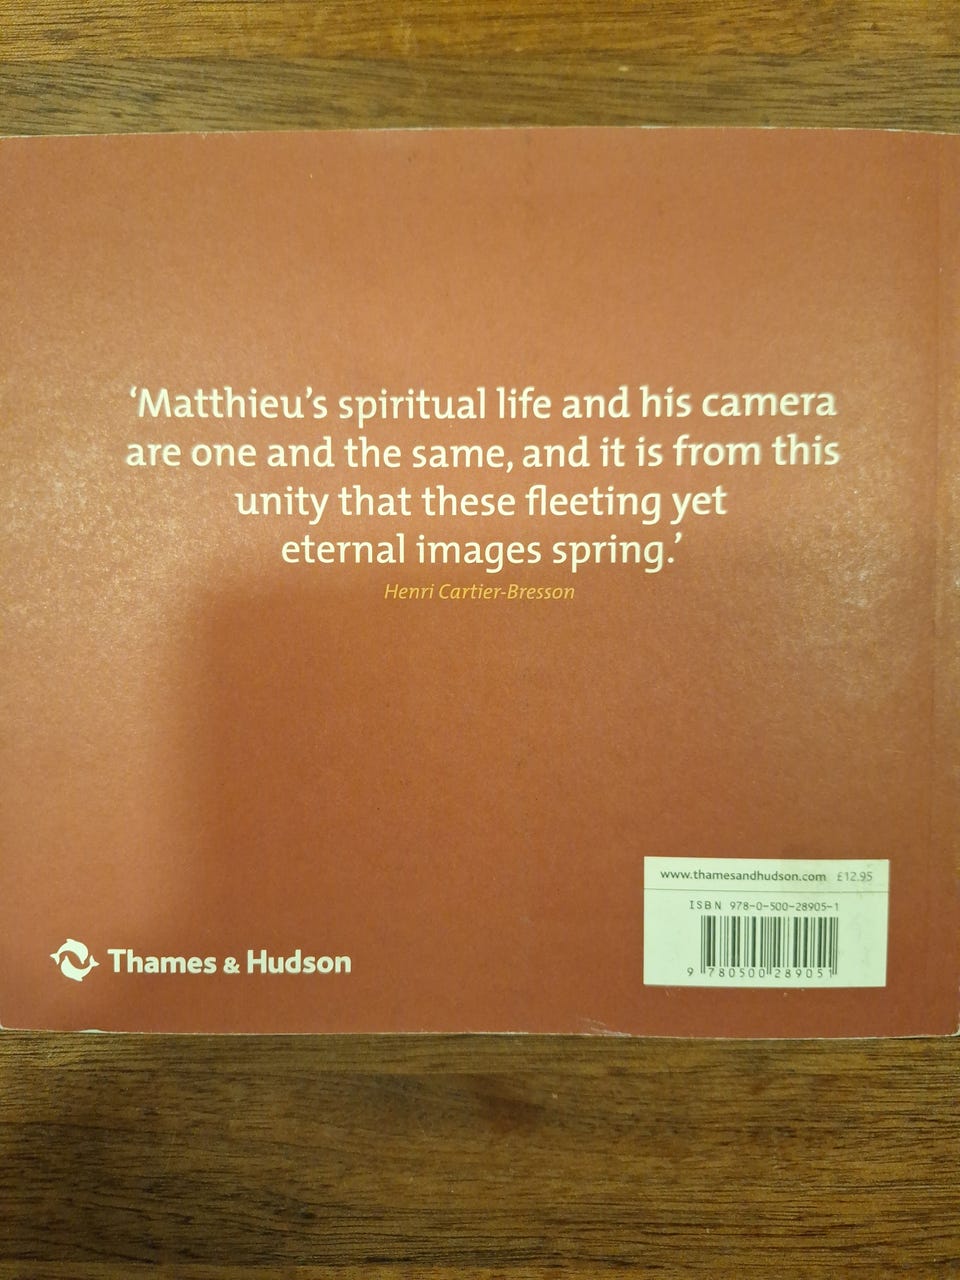 ‘Matthieu’s spiritual life and his camera
are one and the same, and it is from this
unity that these fleeting yet
eternal images spring.’
Henri Cartier-Bresson
www.thamesandhudson.com £12.95
ISBN 978-0-500-28905-1
9 780500 289051
Thames & Hudson